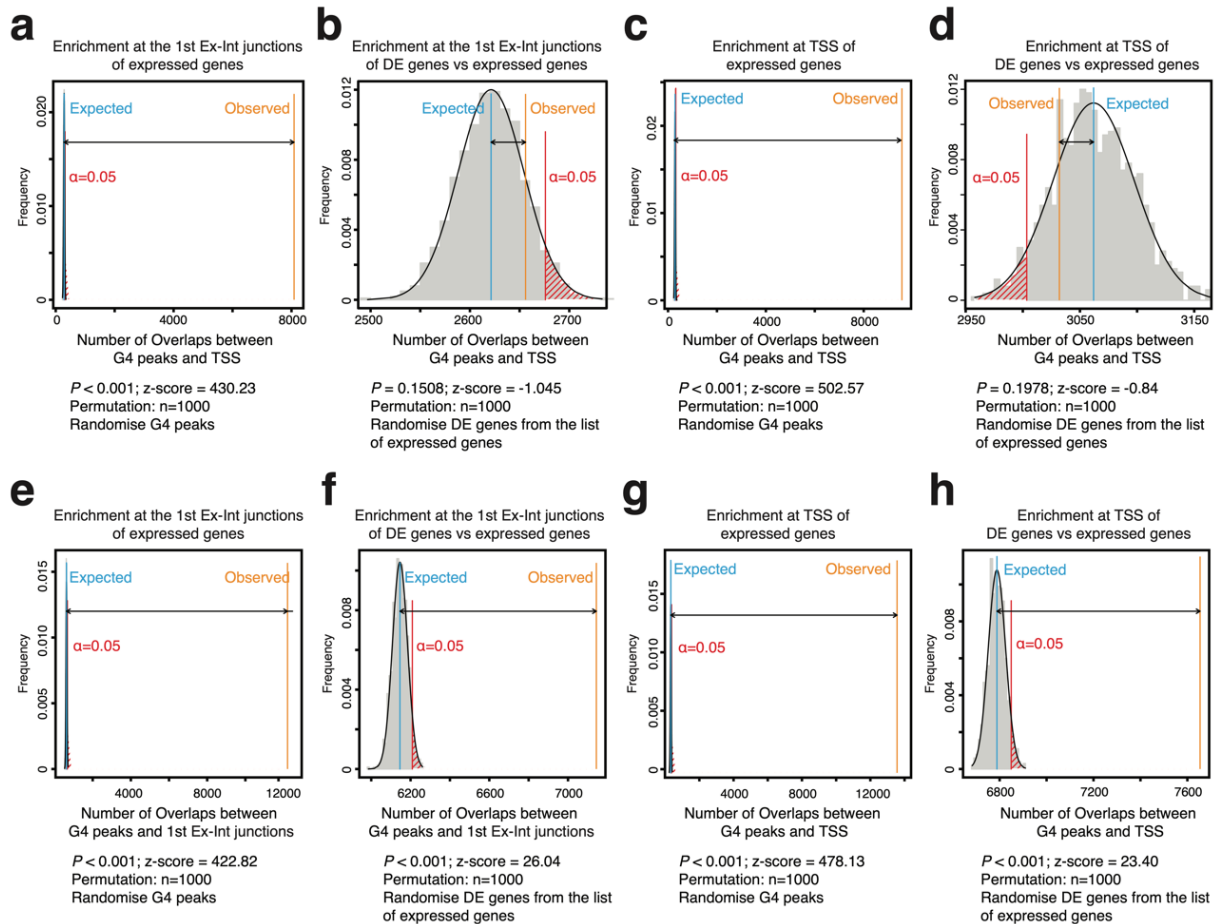 a
Enrichment at the 1st Ex-Int junctions
of expressed genes
Frequency
0.020
0.010
0
Expected
Observed
α=0.05
0
4000
8000
Number of Overlaps between
G4 peaks and TSS
P < 0.001; z-score = 430.23
Permutation: n=1000
Randomise G4 peaks
b
Enrichment at the 1st Ex-Int junctions
of DE genes vs expressed genes
Frequency
0.012
0.008
0.004
0
Expected
Observed
α=0.05
2500
2600
2700
Number of Overlaps between
G4 peaks and TSS
P = 0.1508; z-score = -1.045
Permutation: n=1000
Randomise DE genes from the list
of expressed genes
c
Enrichment at TSS of
expressed genes
Frequency
0.02
0.01
0
Expected
Observed
α=0.05
0
4000
8000
Number of Overlaps between
G4 peaks and TSS
P < 0.001; z-score = 502.57
Permutation: n=1000
Randomise G4 peaks
d
Enrichment at TSS of
DE genes vs expressed genes
Frequency
0.012
0.008
0.004
0
Observed
Expected
α=0.05
2950
3050
3150
Number of Overlaps between
G4 peaks and TSS
P = 0.1978; z-score = -0.84
Permutation: n=1000
Randomise DE genes from the list
of expressed genes
e
Enrichment at the 1st Ex-Int junctions
of expressed genes
Frequency
0.015
0.010
0.005
0
Expected
Observed
α=0.05
4000
8000
12000
Number of Overlaps between
G4 peaks and 1st Ex-Int junctions
P < 0.001; z-score = 422.82
Permutation: n=1000
Randomise G4 peaks
f
Enrichment at the 1st Ex-Int junctions
of DE genes vs expressed genes
Frequency
0.008
0.004
0
Expected
Observed
α=0.05
6200
6600
7000
Number of Overlaps between
G4 peaks and 1st Ex-Int junctions
P < 0.001; z-score = 26.04
Permutation: n=1000
Randomise DE genes from the list
of expressed genes
g
Enrichment at TSS of
expressed genes
Frequency
0.015
0.010
0.005
0
Expected
Observed
α=0.05
4000
8000
12000
Number of Overlaps between
G4 peaks and TSS
P < 0.001; z-score = 478.13
Permutation: n=1000
Randomise G4 peaks
h
Enrichment at TSS of
DE genes vs expressed genes
Frequency
0.008
0.004
0
Expected
Observed
α=0.05
6800
7200
7600
Number of Overlaps between
G4 peaks and TSS
P < 0.001; z-score = 23.40
Permutation: n=1000
Randomise DE genes from the list
of expressed genes